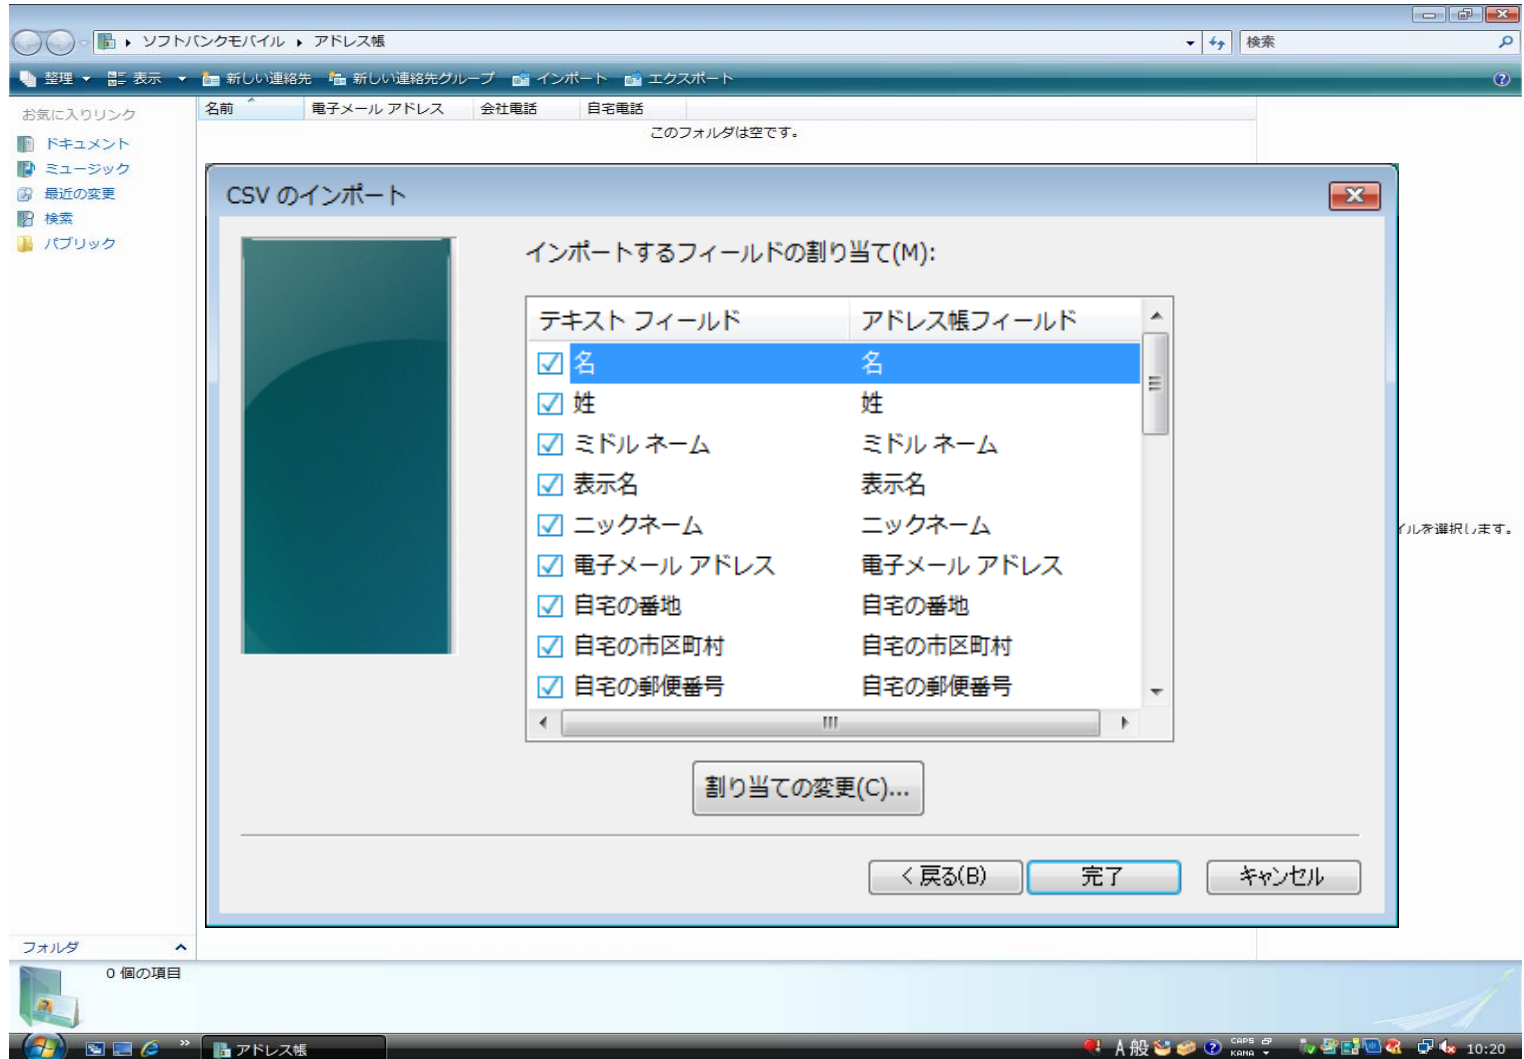 ソフトバンクモバイル ▸ アドレス帳
検索
整理 表示 新しい連絡先 新しい連絡先グループ インポート エクスポート
お気に入りリンク
ドキュメント
ミュージック
最近の変更
検索
パブリック
名前 電子メール アドレス 会社電話 自宅電話
このフォルダは空です。
CSV のインポート
インポートするフィールドの割り当て(M):
テキスト フィールド アドレス帳フィールド
名 名
姓 姓
ミドル ネーム ミドル ネーム
表示名 表示名
ニックネーム ニックネーム
電子メール アドレス 電子メール アドレス
自宅の番地 自宅の番地
自宅の市区町村 自宅の市区町村
自宅の郵便番号 自宅の郵便番号
割り当ての変更(C)...
< 戻る(B) 完了 キャンセル
イルを選択します。
フォルダ
0 個の項目
アドレス帳
A 般 CAPS KANA 10:20